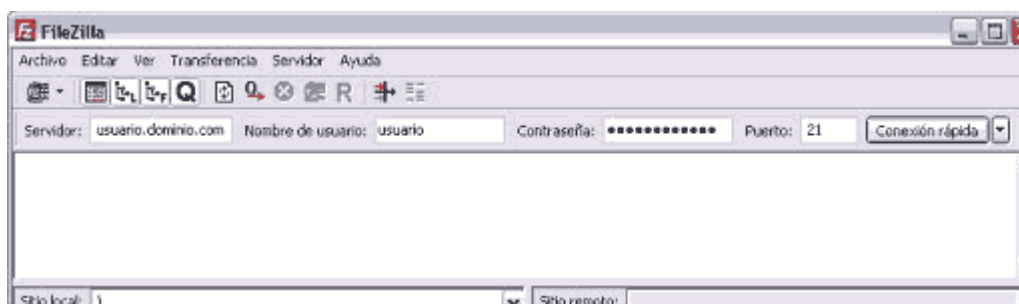 FileZilla
Archivo Editar Ver Transferencia Servidor Ayuda
Servidor: usuario.dominio.com Nombre de usuario: usuario Contraseña: ●●●●●●●●●●●● Puerto: 21 Conexión rápida
Sitio local: \ Sitio remoto: